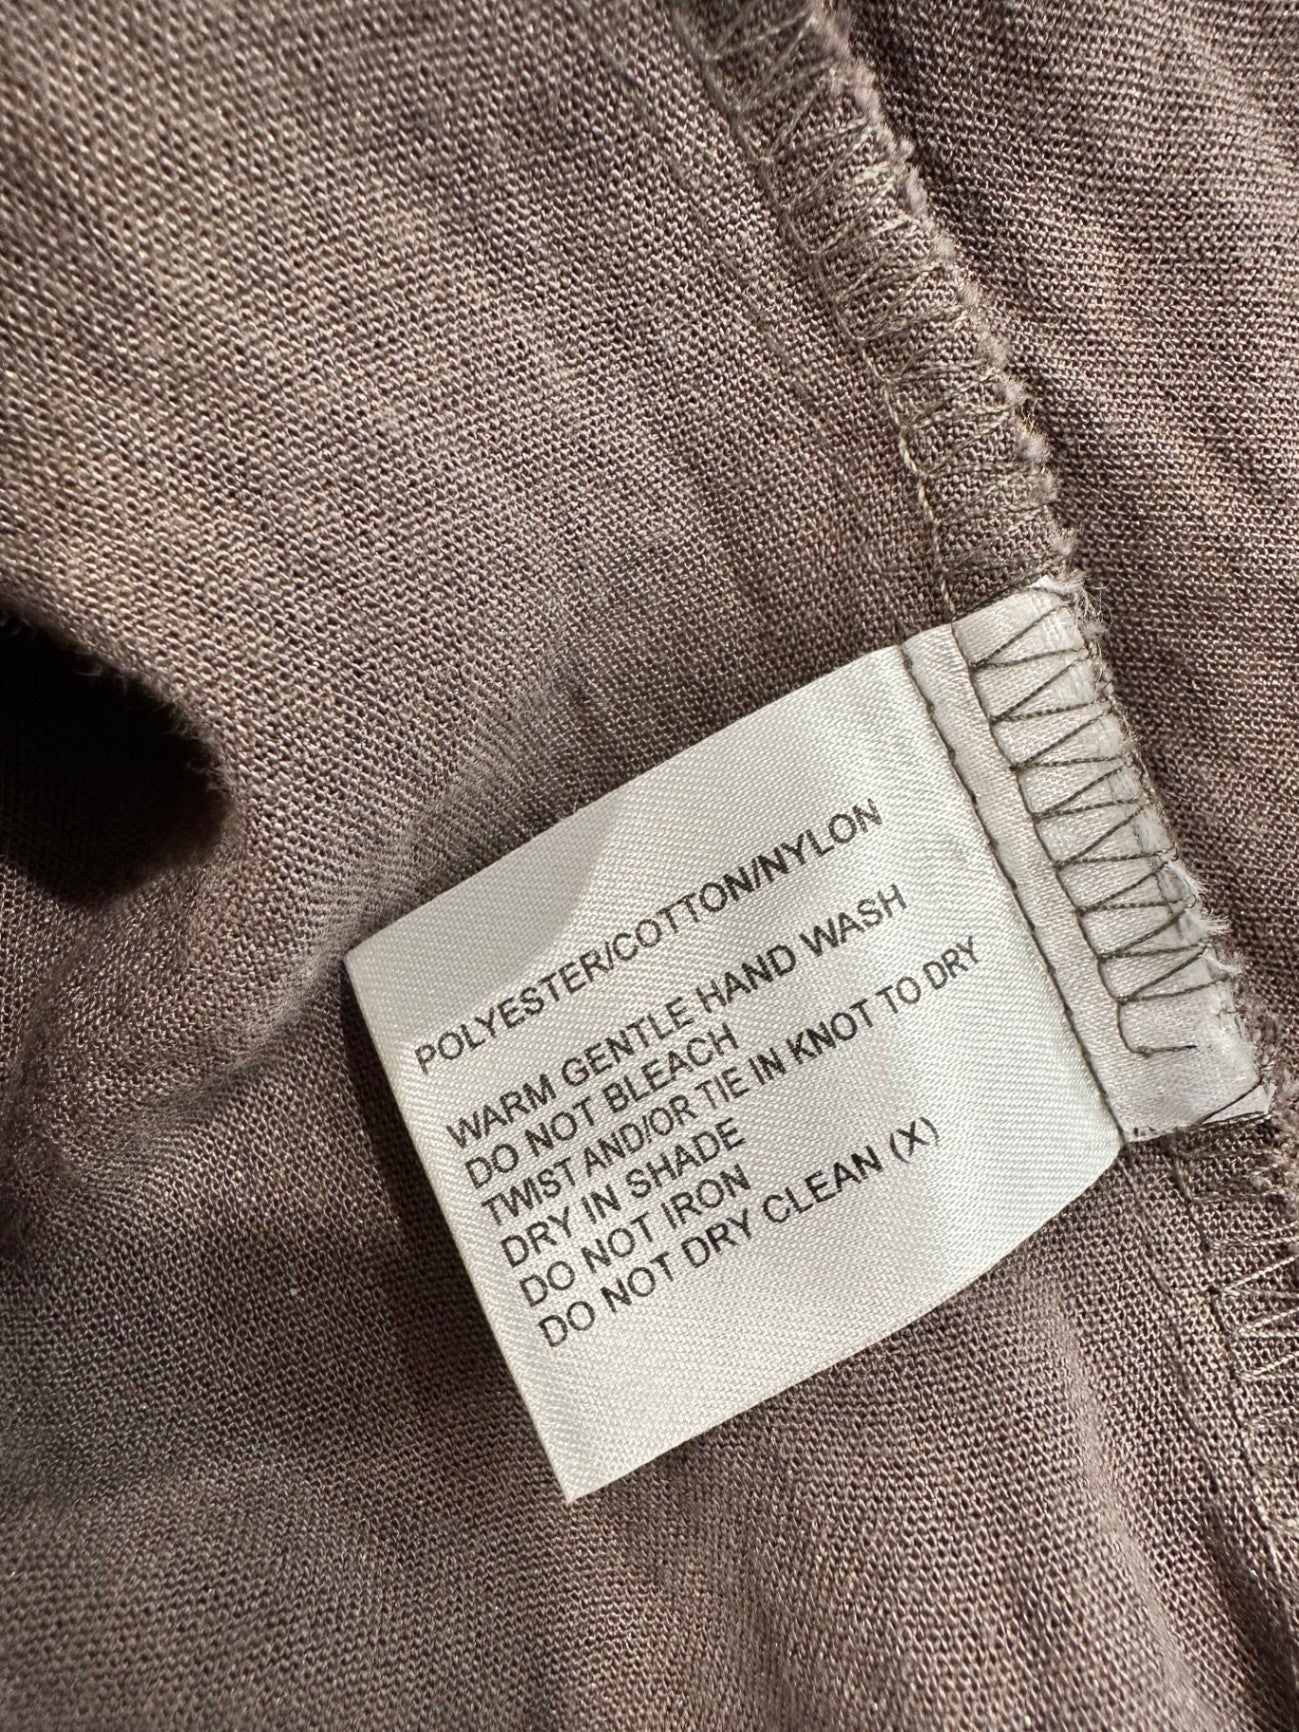 POLYESTER/COTTON/NYLON
WARM GENTLE HAND WASH
DO NOT BLEACH
TWIST AND/OR TIE IN KNOT TO DRY
DRY IN SHADE
DO NOT IRON
DO NOT DRY CLEAN (X)